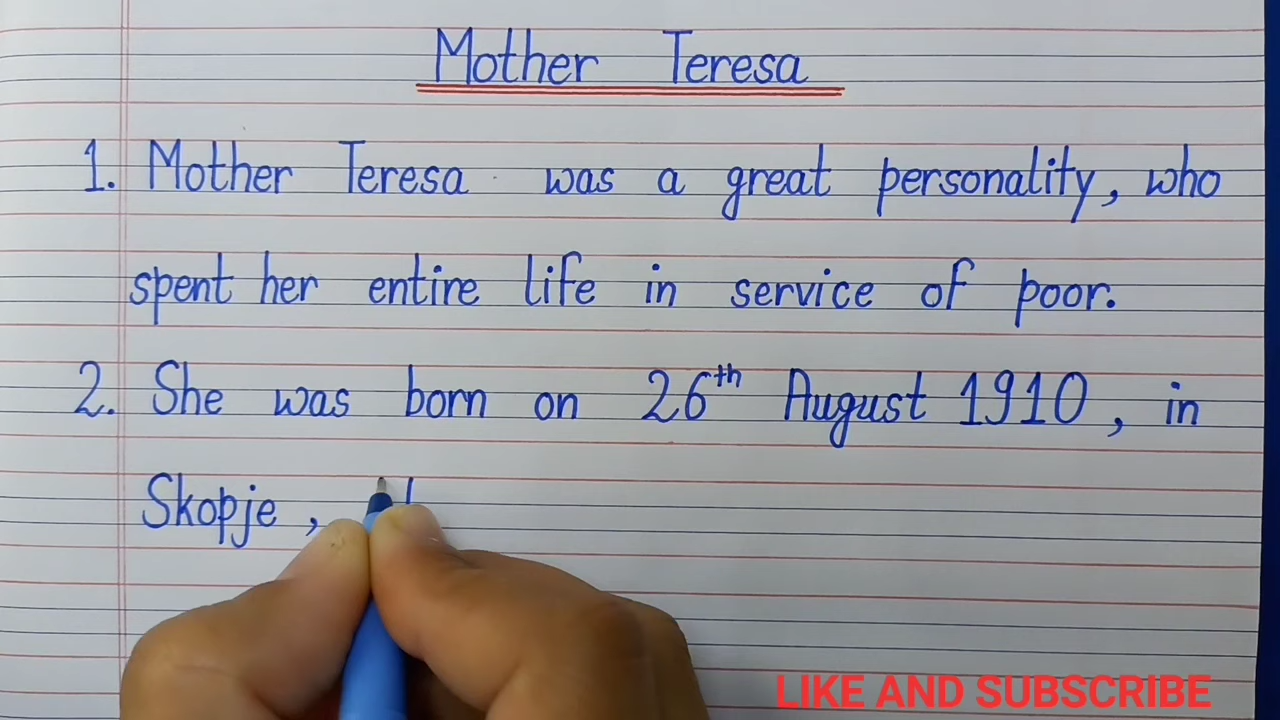 Mother Teresa
1. Mother Teresa was a great personality, who
spent her entire life in service of poor.
2. She was born on 26th August 1910, in
Skopje,
LIKE AND SUBSCRIBE